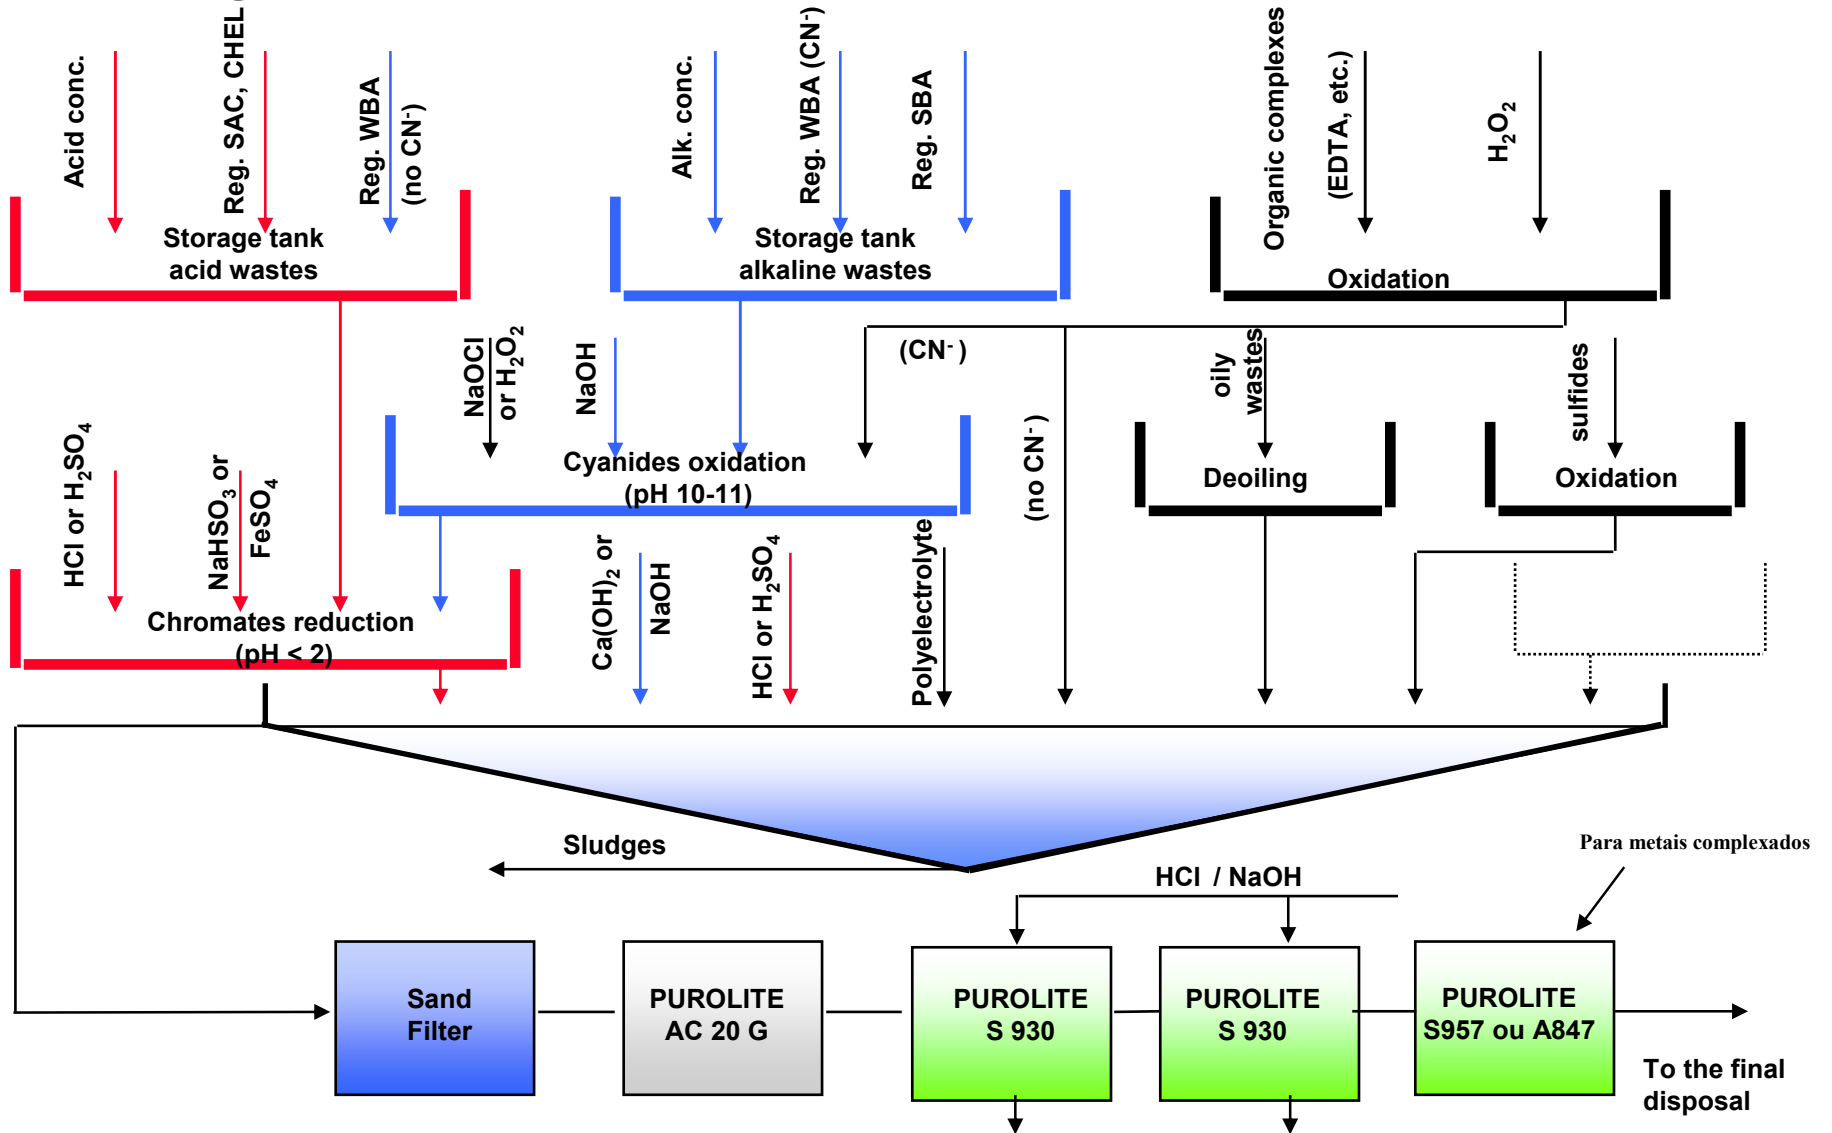 Acid conc.
Reg. SAC, CHEL
Reg. WBA
(no CN-)
Alk. conc.
Reg. WBA (CN-)
Reg. SBA
Organic complexes
(EDTA, etc.)
H2O2
Storage tank
acid wastes
Storage tank
alkaline wastes
Oxidation
NaOCl
or H2O2
NaOH
(CN- )
(no CN-)
oily
wastes
sulfides
HCl or H2SO4
NaHSO3 or
FeSO4
Cyanides oxidation
(pH 10-11)
Deoiling
Oxidation
Chromates reduction
(pH < 2)
Ca(OH)2 or
NaOH
HCl or H2SO4
Polyelectrolyte
Sludges
Para metais complexados
HCl / NaOH
Sand
Filter
PUROLITE
AC 20 G
PUROLITE
S 930
PUROLITE
S 930
PUROLITE
S957 ou A847
To the final
disposal